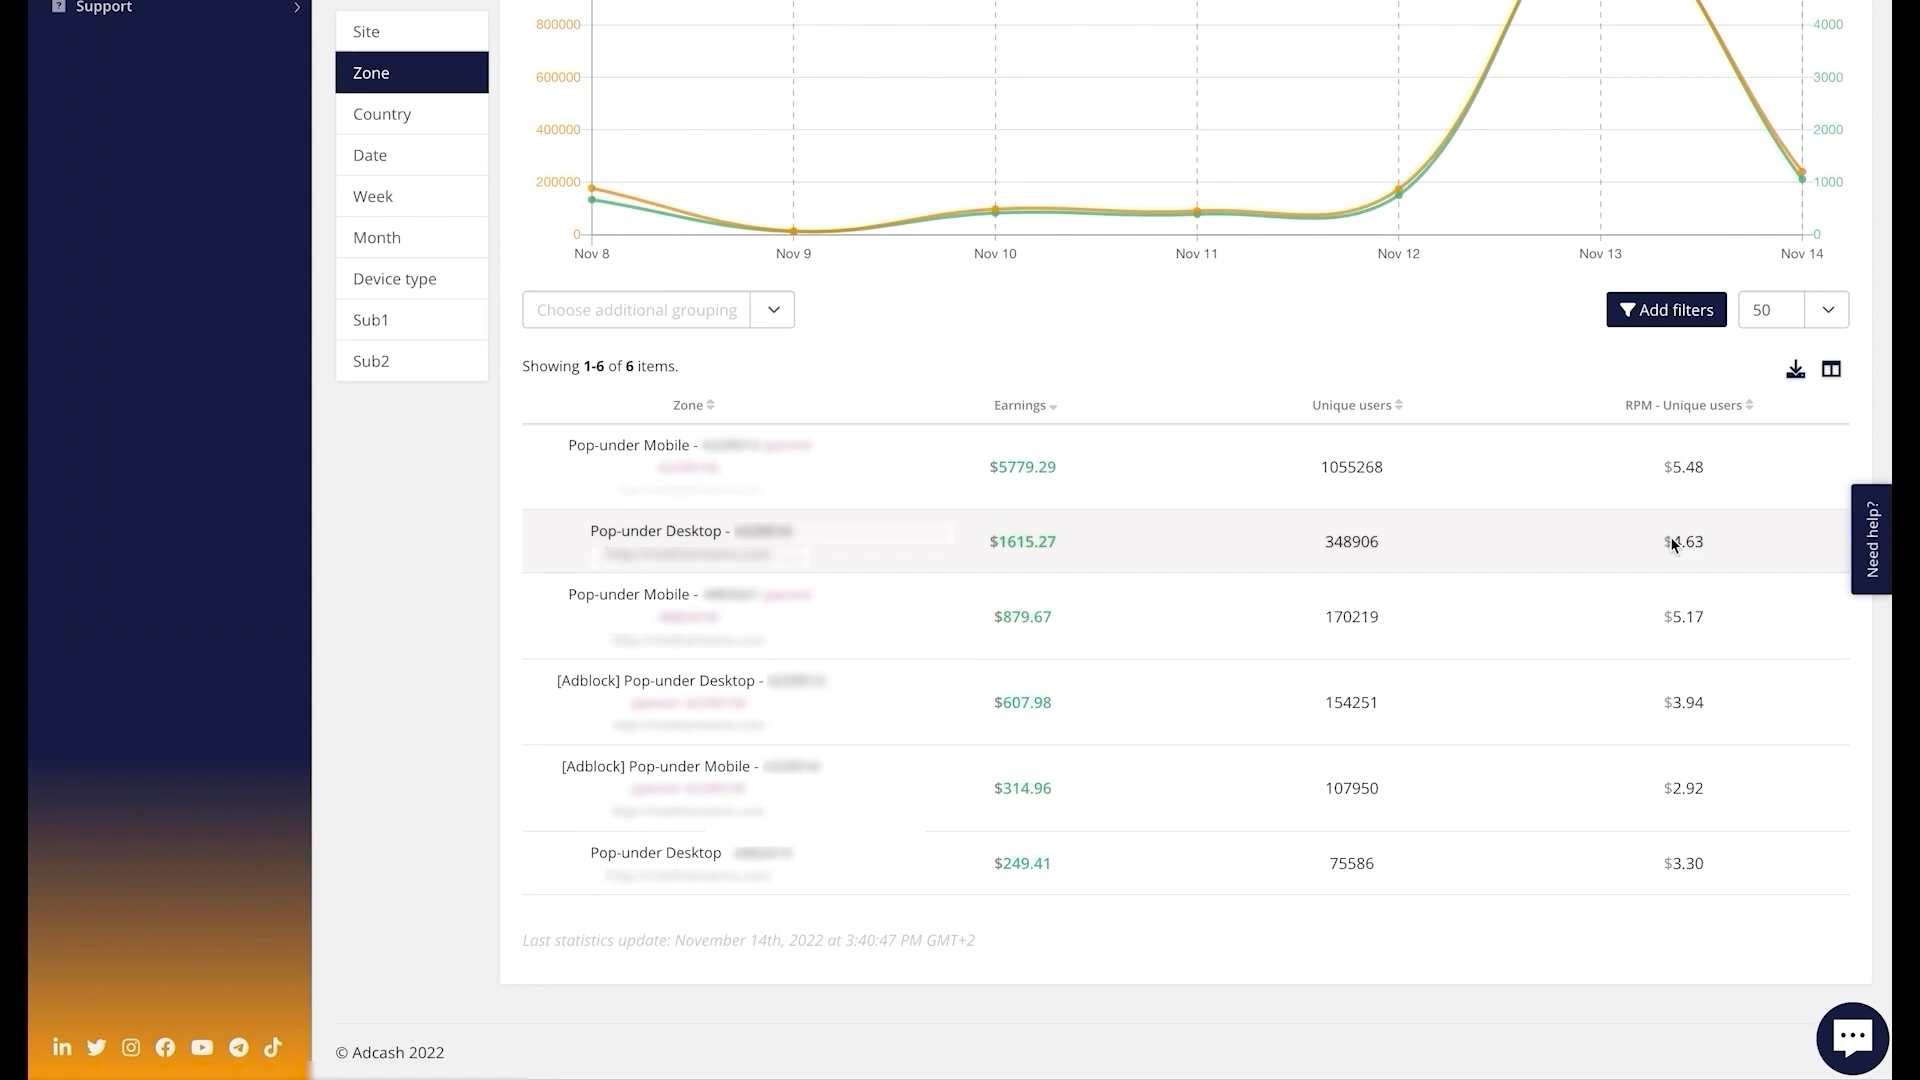 Support
Site
Zone
Country
Date
Week
Month
Device type
Sub1
Sub2
800000
600000
400000
200000
0
4000
3000
2000
1000
0
Nov 8
Nov 9
Nov 10
Nov 11
Nov 12
Nov 13
Nov 14
Choose additional grouping
Add filters
50
Showing 1-6 of 6 items.
Zone
Earnings
Unique users
RPM - Unique users
Pop-under Mobile -
$5779.29
1055268
$5.48
Pop-under Desktop -
$1615.27
348906
$4.63
Pop-under Mobile -
$879.67
170219
$5.17
[Adblock] Pop-under Desktop -
$607.98
154251
$3.94
[Adblock] Pop-under Mobile -
$314.96
107950
$2.92
Pop-under Desktop
$249.41
75586
$3.30
Last statistics update: November 14th, 2022 at 3:40:47 PM GMT+2
Need help?
© Adcash 2022